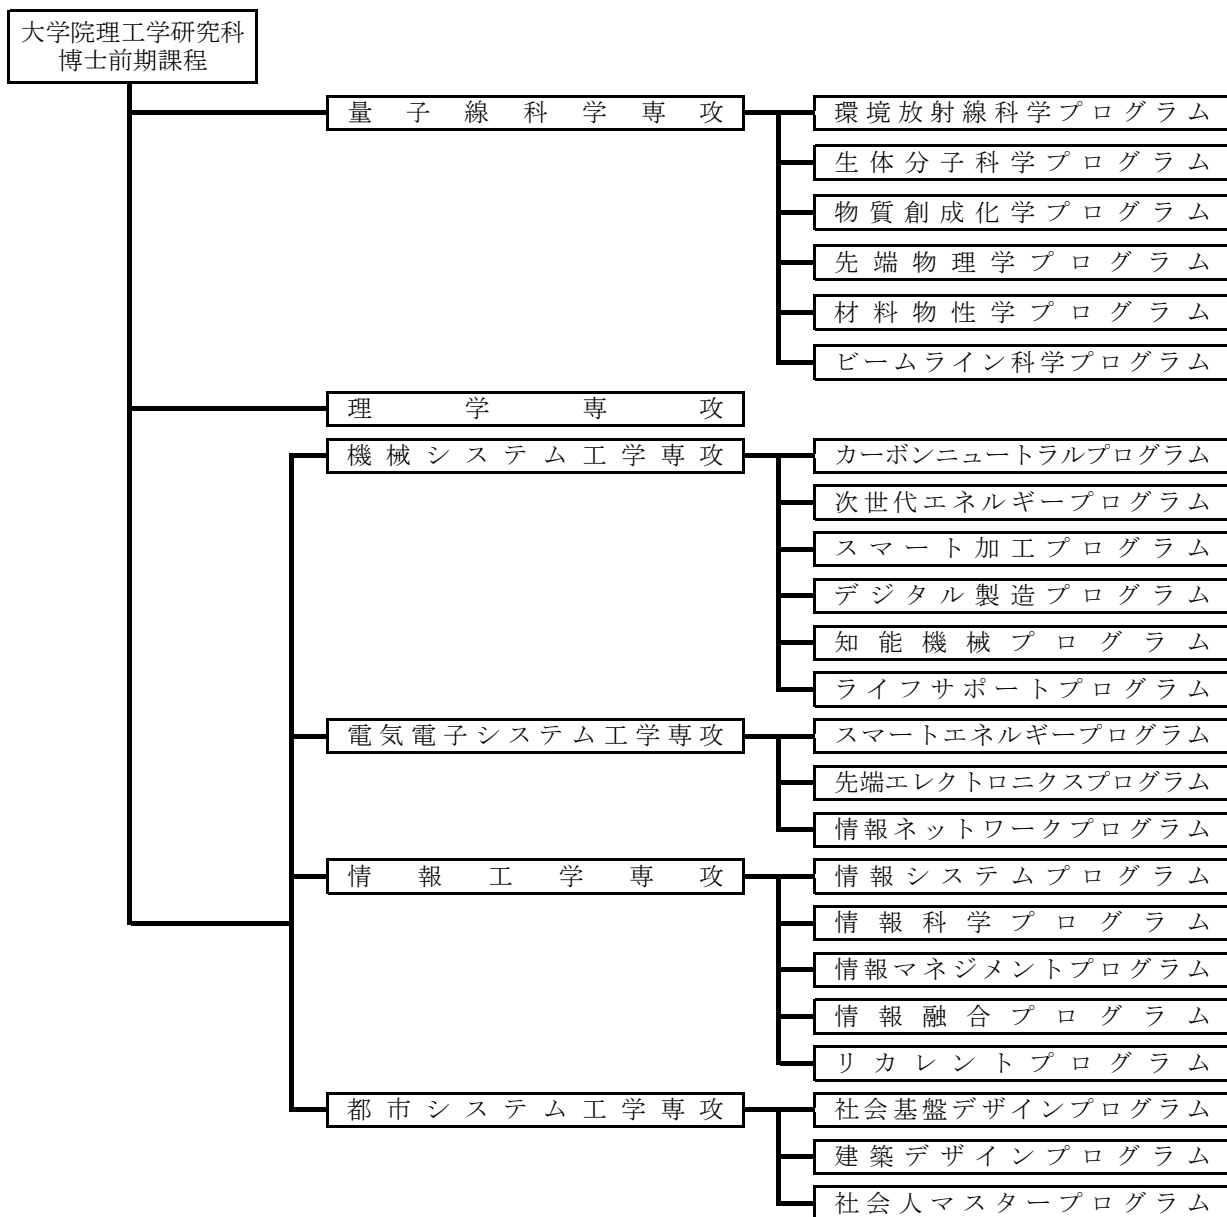 大学院理工学研究科
博士前期課程
量子線科学専攻
環境放射線科学プログラム
生体分子科学プログラム
物質創成化学プログラム
先端物理学プログラム
材料物性学プログラム
ビームライン科学プログラム
理学専攻
機械システム工学専攻
カーボンニュートラルプログラム
次世代エネルギープログラム
スマート加工プログラム
デジタル製造プログラム
知能機械プログラム
ライフサポートプログラム
電気電子システム工学専攻
スマートエネルギープログラム
先端エレクトロニクスプログラム
情報ネットワークプログラム
情報工学専攻
情報システムプログラム
情報科学プログラム
情報マネジメントプログラム
情報融合プログラム
リカレントプログラム
都市システム工学専攻
社会基盤デザインプログラム
建築デザインプログラム
社会人マスタープログラム